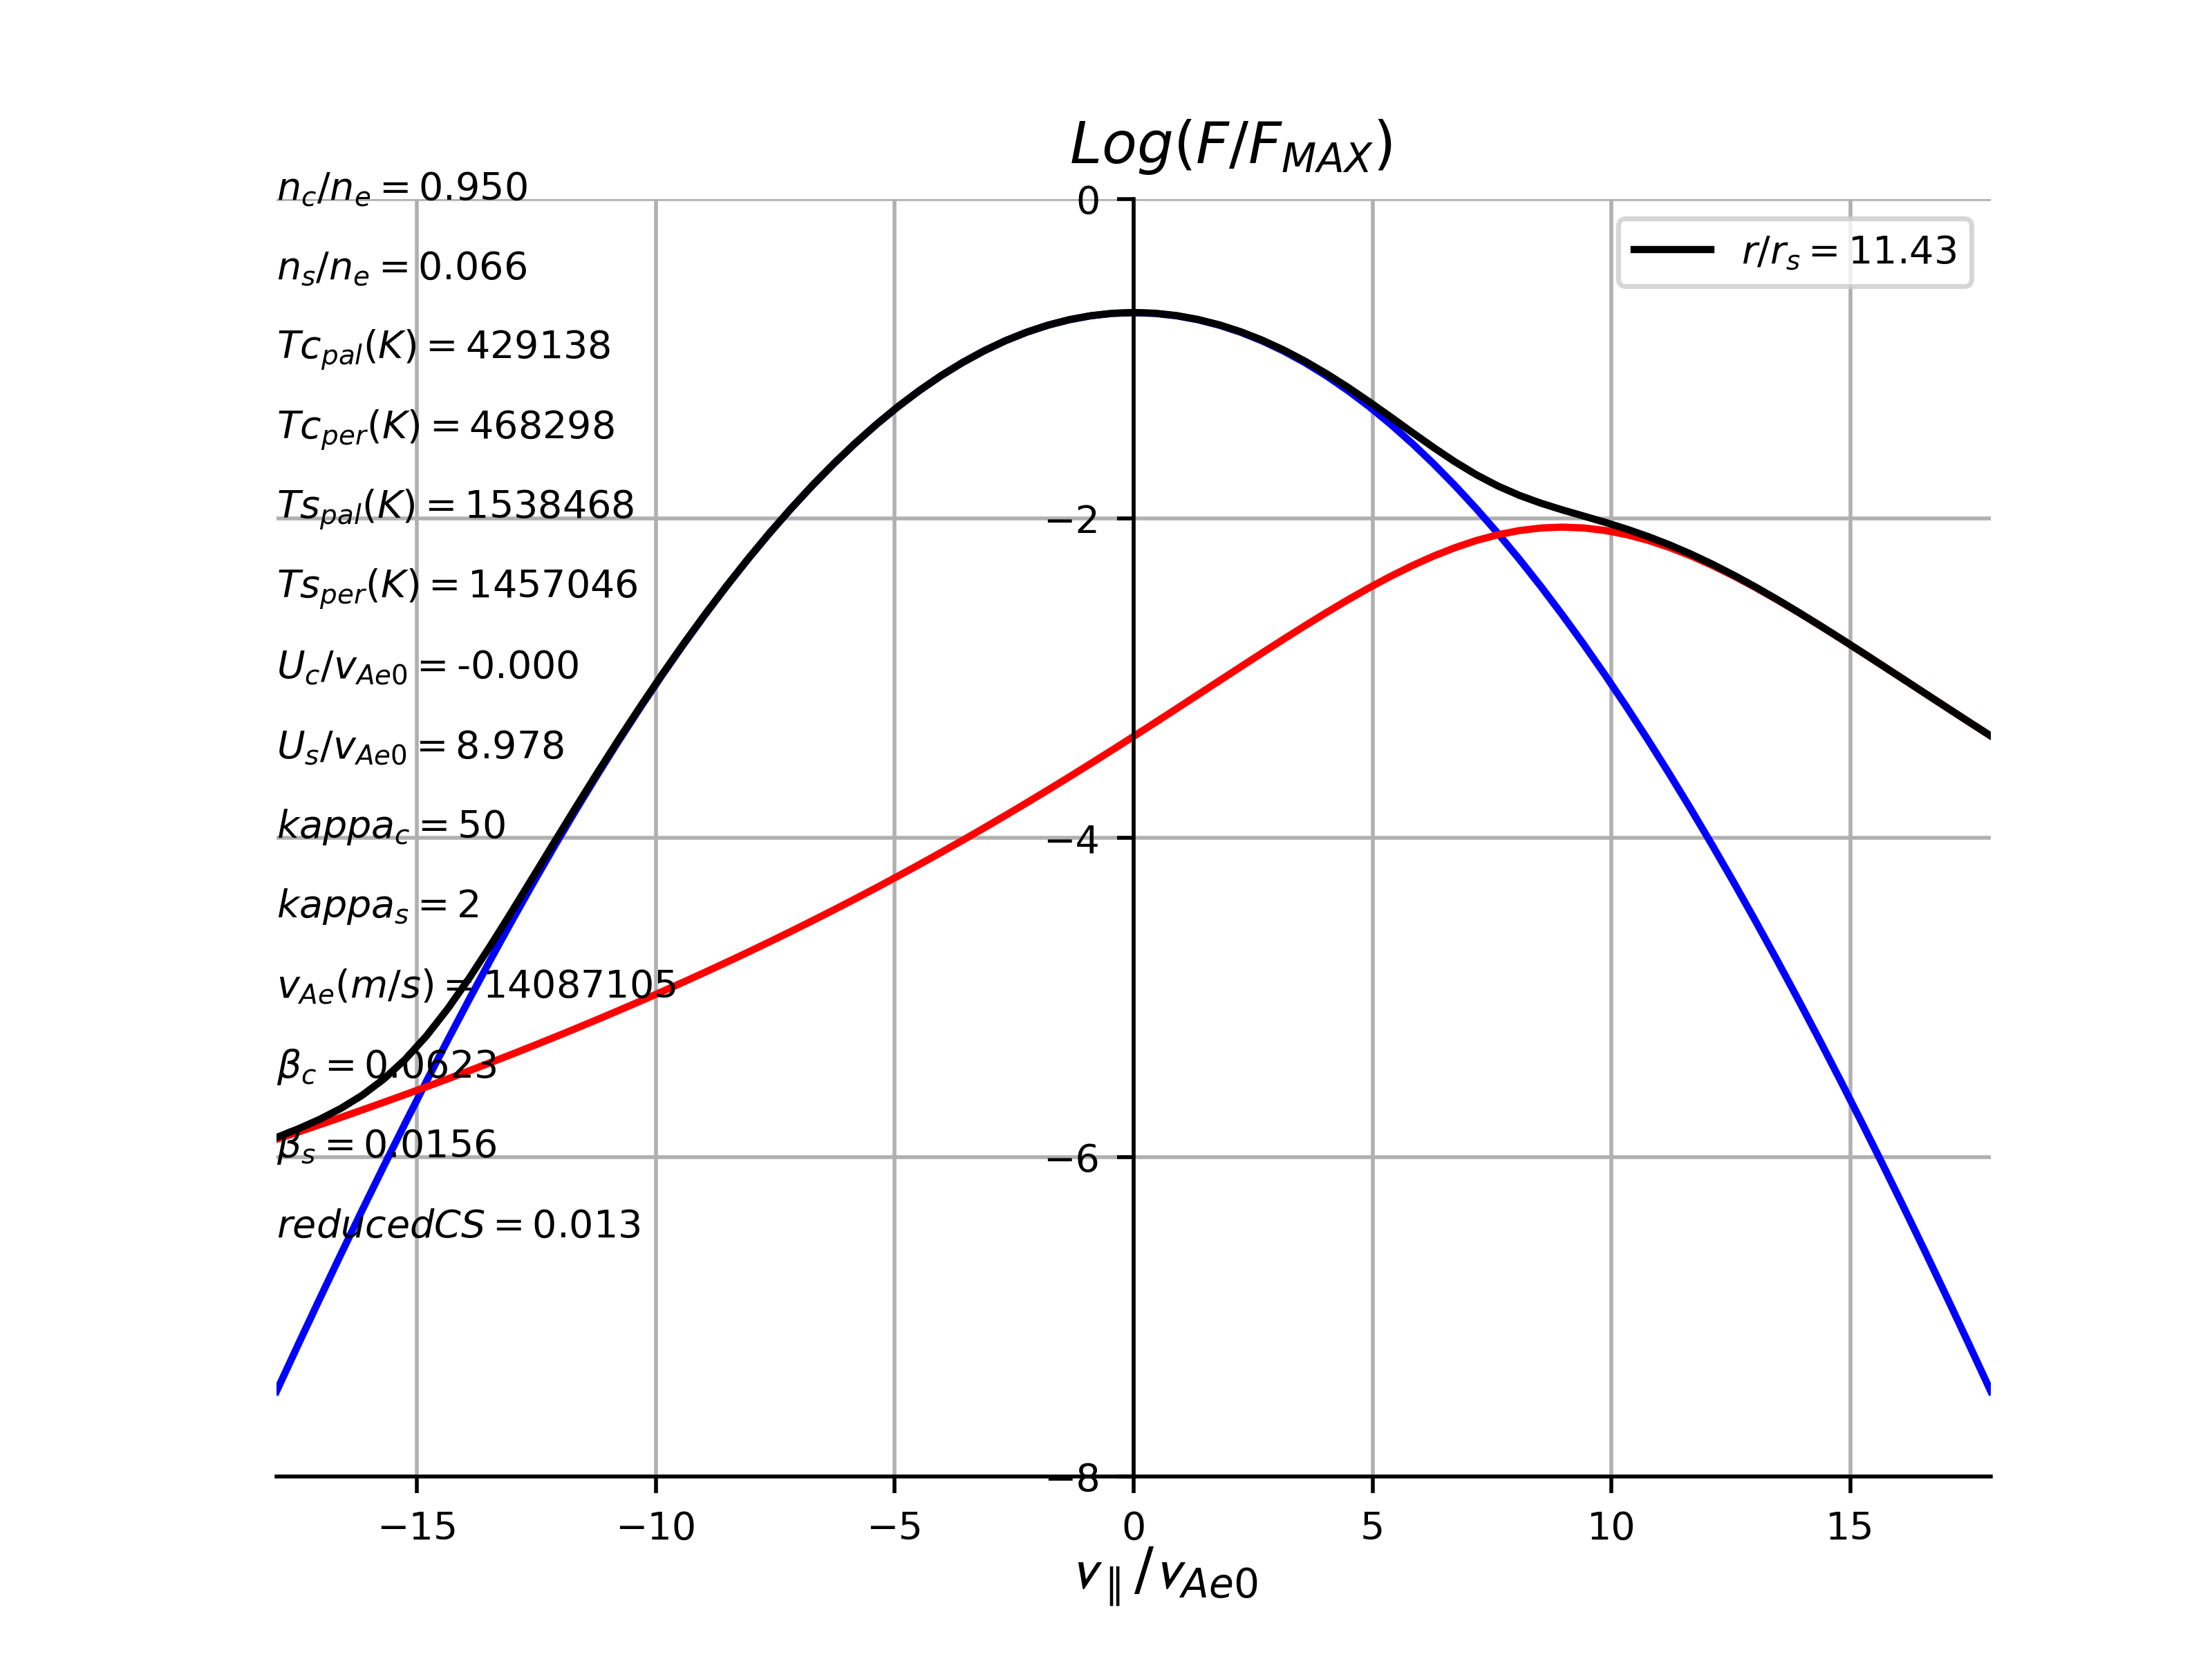 Log(F/F_MAX)
n_c/n_e = 0.950
n_s/n_e = 0.066
Tc_pal(K) = 429138
Tc_per(K) = 468298
Ts_pal(K) = 1538468
Ts_per(K) = 1457046
U_c/v_Ae0 = -0.000
U_s/v_Ae0 = 8.978
kappa_c = 50
kappa_s = 2
v_Ae(m/s) = 14087105
β_c = 0.0623
β_s = 0.0156
reducedCS = 0.013
r/r_s = 11.43
0
−2
−4
−6
−8
−15 −10 −5 0 5 10 15
v_∥/v_Ae0